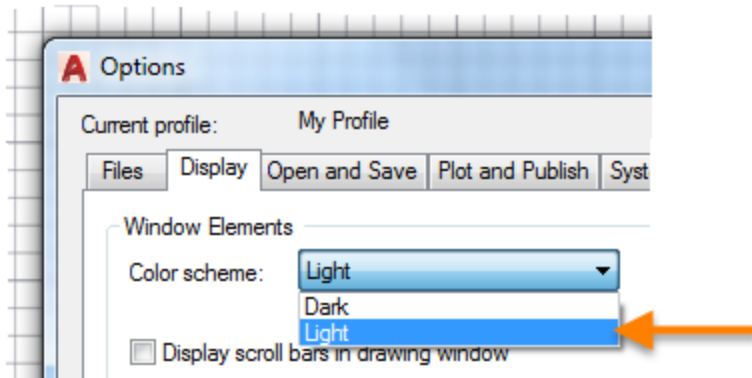 Options
Current profile: My Profile
Files Display Open and Save Plot and Publish
Window Elements
Color scheme: Light
Dark
Light
Display scroll bars in drawing window